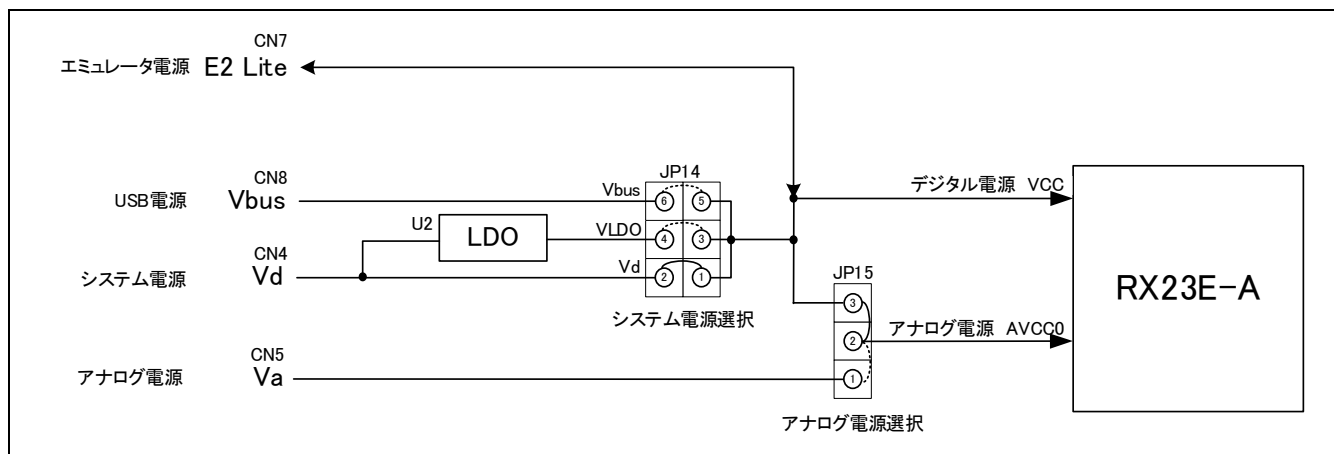 CN7
エミュレータ電源 E2 Lite
CN8
USB電源 Vbus
U2
LDO
CN4
システム電源 Vd
CN5
アナログ電源 Va
JP14
Vbus
⑥ ⑤
VLDO
④ ③
Vd
② ①
システム電源選択
JP15
③
②
①
アナログ電源選択
デジタル電源 VCC
アナログ電源 AVCC0
RX23E-A